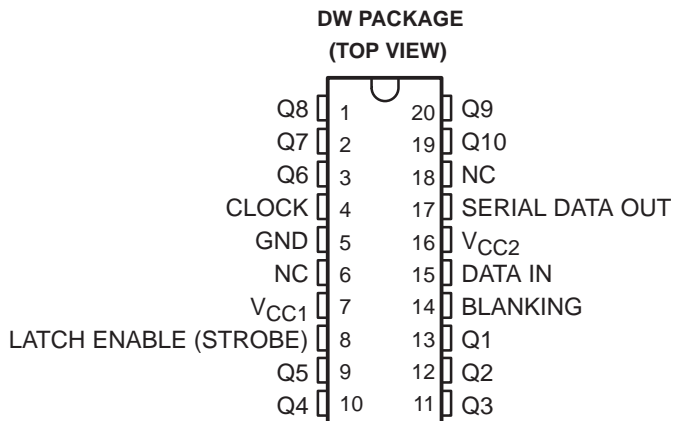 DW PACKAGE
(TOP VIEW)
Q8 1 20 Q9
Q7 2 19 Q10
Q6 3 18 NC
CLOCK 4 17 SERIAL DATA OUT
GND 5 16 VCC2
NC 6 15 DATA IN
VCC1 7 14 BLANKING
LATCH ENABLE (STROBE) 8 13 Q1
Q5 9 12 Q2
Q4 10 11 Q3